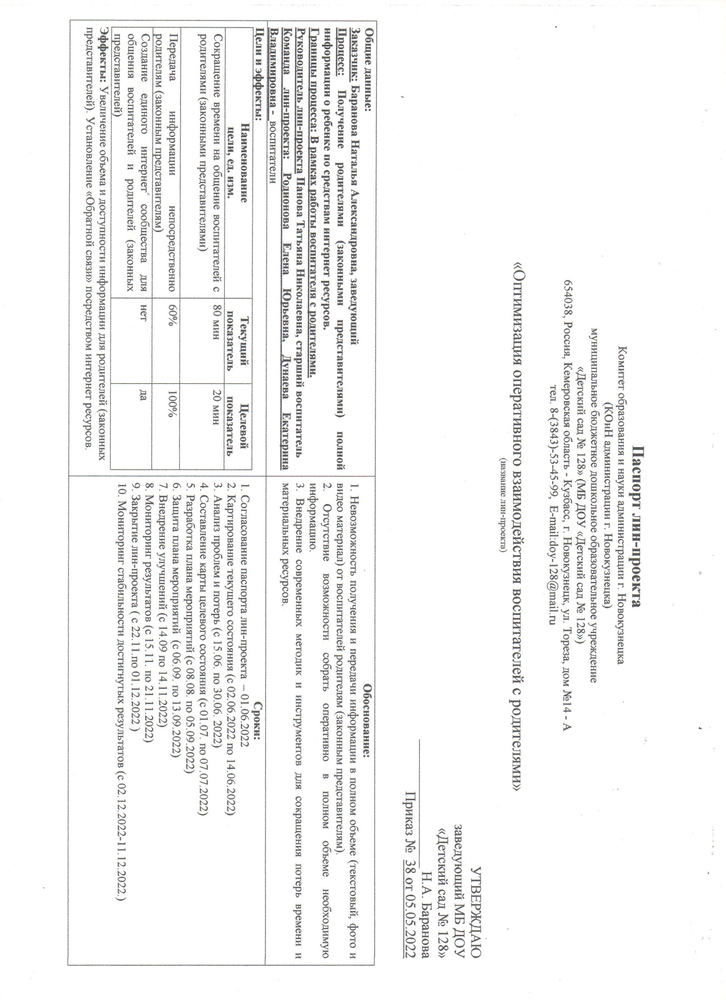 Паспорт лин-проекта
Комитет образования и науки администрации г. Новокузнецка
(КОиН администрации г. Новокузнецка)
муниципальное бюджетное дошкольное образовательное учреждение
«Детский сад № 128» (МБ ДОУ «Детский сад № 128»)
654038, Россия, Кемеровская область - Кузбасс, г. Новокузнецк, ул. Тореза, дом №14 - А
тел. 8-(3843)-53-45-99, E-mail:doy-128@mail.ru
«Оптимизация оперативного взаимодействия воспитателей с родителями»
(название лин-проекта)
УТВЕРЖДАЮ
заведующий МБ ДОУ
«Детский сад № 128»
Н.А. Баранова
Приказ № 38 от 05.05.2022
Общие данные:
Заказчик: Баранова Наталья Александровна, заведующий
Процесс: Получение родителями (законными представителями) полной
информации о ребенке по средствам интернет ресурсов.
Границы процесса: В рамках работы воспитателя с родителями.
Руководитель лин-проекта Панова Татьяна Николаевна, старший воспитатель
Команда лин-проекта: Родионова Елена Юрьевна, Дунаева Екатерина
Владимировна - воспитатели
Обоснование:
1. Невозможность получения и передачи информации в полном объеме (текстовый, фото и
видео материал) от воспитателей родителям (законным представителям).
2. Отсутствие возможности собрать оперативно в полном объеме необходимую
информацию.
3. Внедрение современных методик и инструментов для сокращения потерь времени и
материальных ресурсов.
Цели и эффекты:
Наименование
цели, ед. изм.
Текущий
показатель
Целевой
показатель
Сокращение времени на общение воспитателей с
родителями (законными представителями)
80 мин
20 мин
Передача информации непосредственно
родителям (законным представителям)
60%
100%
Создание единого интернет сообщества для
общения воспитателей и родителей (законных
представителей)
нет
да
Эффекты: Увеличение объема и доступности информации для родителей (законных
представителей). Установление «Обратной связи» посредством интернет ресурсов.
Сроки:
1. Согласование паспорта лин-проекта – 01.06.2022
2. Картирование текущего состояния (с 02.06.2022 по 14.06.2022)
3. Анализ проблем и потерь (с 15.06. по 30.06. 2022)
4. Составление карты целевого состояния (с 01.07. по 07.07.2022)
5. Разработка плана мероприятий (с 08.08. по 05.09.2022)
6. Защита плана мероприятий (с 06.09. по 13.09.2022)
7. Внедрение улучшений (с 14.09 по 14.11.2022)
8. Мониторинг результатов (с 15.11. по 21.11.2022)
9. Закрытие лин-проекта ( с 22.11.по 01.12.2022 )
10. Мониторинг стабильности достигнутых результатов (с 02.12.2022-11.12.2022.)